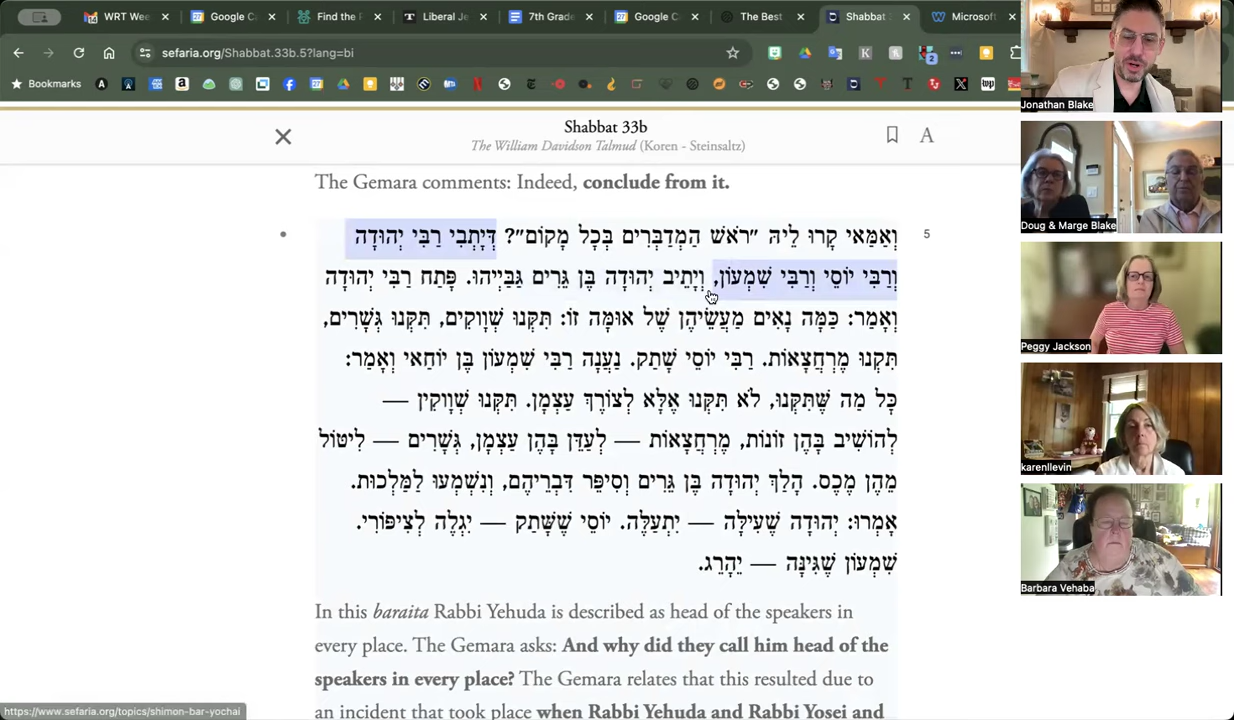 WRT Wee
Google C
Find the
Liberal Je
7th Grade
Google C
The Best
Shabbat
Microsoft
sefaria.org/Shabbat.33b.5?lang=bi
Bookmarks
Shabbat 33b
The William Davidson Talmud (Koren - Steinsaltz)
The Gemara comments: Indeed, conclude from it.
וְאַמַּאי קָרוּ לֵיהּ ״רֹאשׁ הַמְדַבְּרִים בְּכָל מָקוֹם״? דְּיָתְבִי רַבִּי יְהוּדָה
5
וְרַבִּי יוֹסֵי וְרַבִּי שִׁמְעוֹן, וְיָתֵיב יְהוּדָה בֶּן גֵּרִים גַּבַּיְיהוּ. פָּתַח רַבִּי יְהוּדָה
וְאָמַר: כַּמָּה נָאִים מַעֲשֵׂיהֶן שֶׁל אוּמָּה זוֹ: תִּקְּנוּ שְׁווֹקִים, תִּקְּנוּ גְּשָׁרִים,
תִּקְּנוּ מֶרְחֲצָאוֹת. רַבִּי יוֹסֵי שָׁתַק. נַעֲנָה רַבִּי שִׁמְעוֹן בֶּן יוֹחַאי וְאָמַר:
כׇּל מַה שֶּׁתִּקְּנוּ, לֹא תִּקְּנוּ אֶלָּא לְצוֹרֶךְ עַצְמָן. תִּקְּנוּ שְׁווֹקִין —
לְהוֹשִׁיב בָּהֶן זוֹנוֹת, מֶרְחֲצָאוֹת — לְעַדֵּן בָּהֶן עַצְמָן, גְּשָׁרִים — לִיטּוֹל
מֵהֶן מֶכֶס. הָלַךְ יְהוּדָה בֶּן גֵּרִים וְסִיפֵּר דִּבְרֵיהֶם, וְנִשְׁמְעוּ לַמַּלְכוּת.
אָמְרוּ: יְהוּדָה שֶׁעִילָּה — יִתְעַלֶּה. יוֹסֵי שֶׁשָּׁתַק — יִגְלֶה לְצִיפּוֹרִי.
שִׁמְעוֹן שֶׁגִּינָּה — יֵהָרֵג.
In this baraita Rabbi Yehuda is described as head of the speakers in
every place. The Gemara asks: And why did they call him head of the
speakers in every place? The Gemara relates that this resulted due to
an incident that took place when Rabbi Yehuda and Rabbi Yosei and
https://www.sefaria.org/topics/shimon-bar-yochai
Jonathan Blake
Doug & Marge Blake
Peggy Jackson
karenllevin
Barbara Vehaba